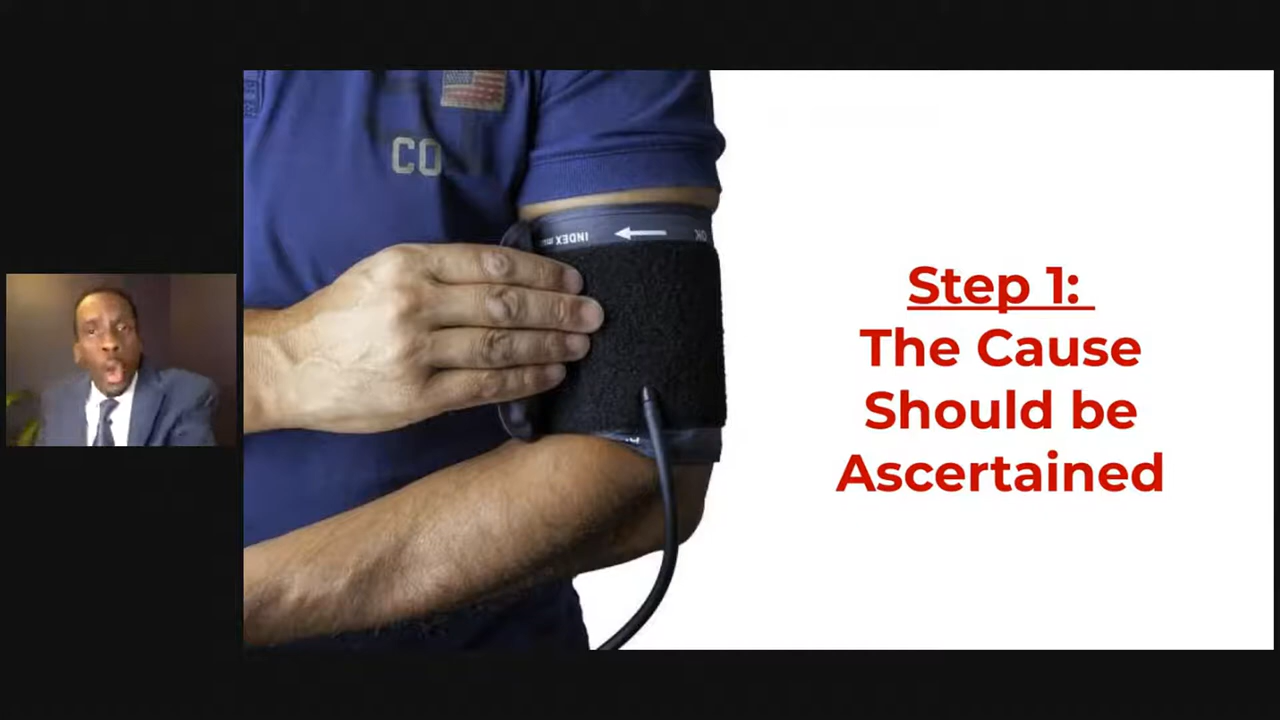 CO
INDEX
Step 1:
The Cause
Should be
Ascertained